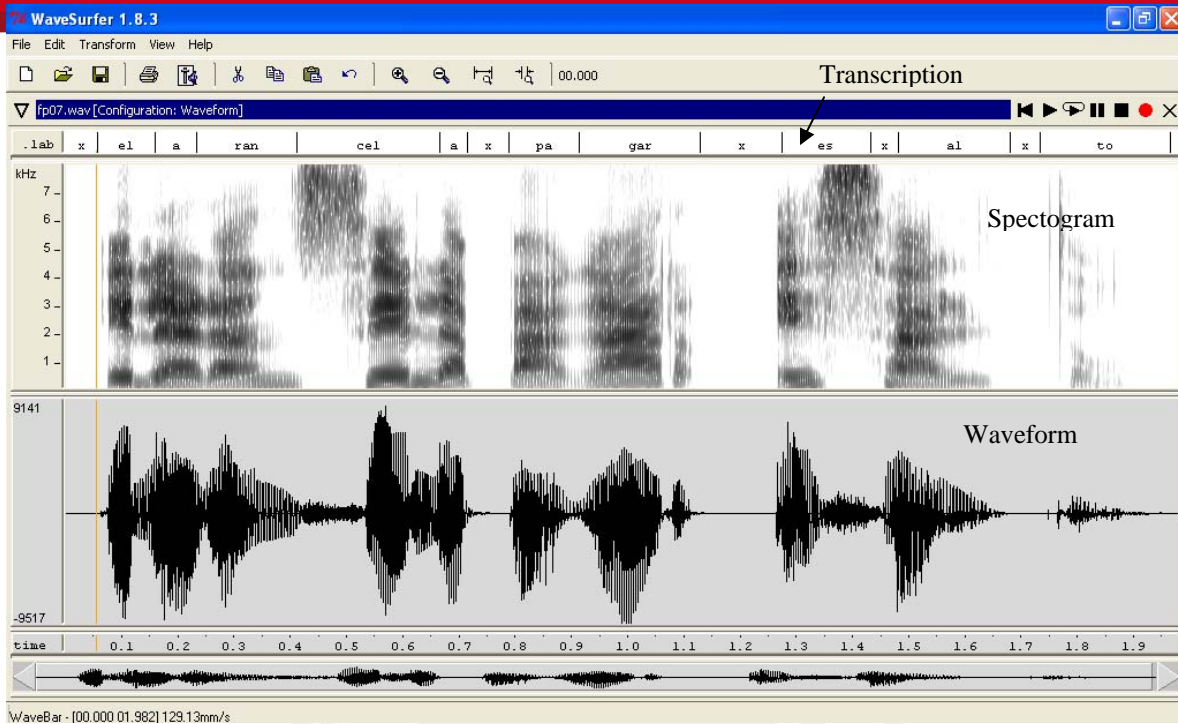 WaveSurfer 1.8.3
File Edit Transform View Help
00.000
Transcription
fp07.wav [Configuration: Waveform]
.lab x el a ran cel a x pa gar x es x al x to
kHz
7
6
Spectogram
5
4
3
2
1
9141
Waveform
-9517
time 0.1 0.2 0.3 0.4 0.5 0.6 0.7 0.8 0.9 1.0 1.1 1.2 1.3 1.4 1.5 1.6 1.7 1.8 1.9
WaveBar - [00.000 01.982] 129.13mm/s